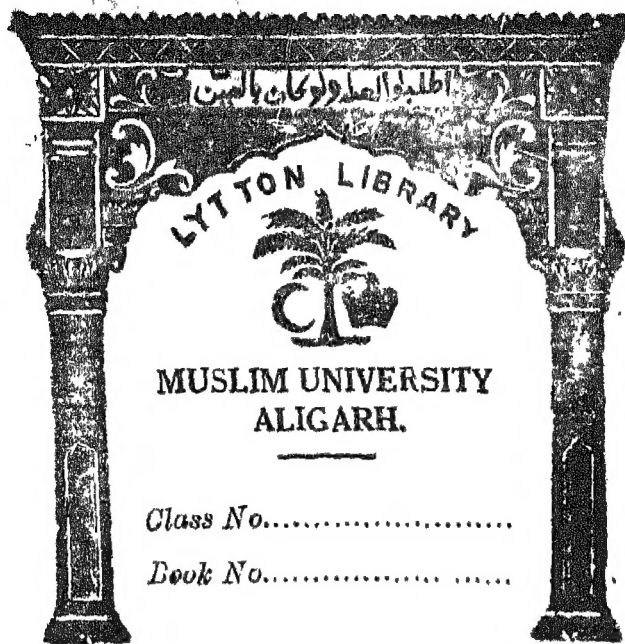 اطلبوا العلم ولو كان بالصين
LYTTON LIBRARY
MUSLIM UNIVERSITY
ALIGARH.
Class No.........................
Book No.........................